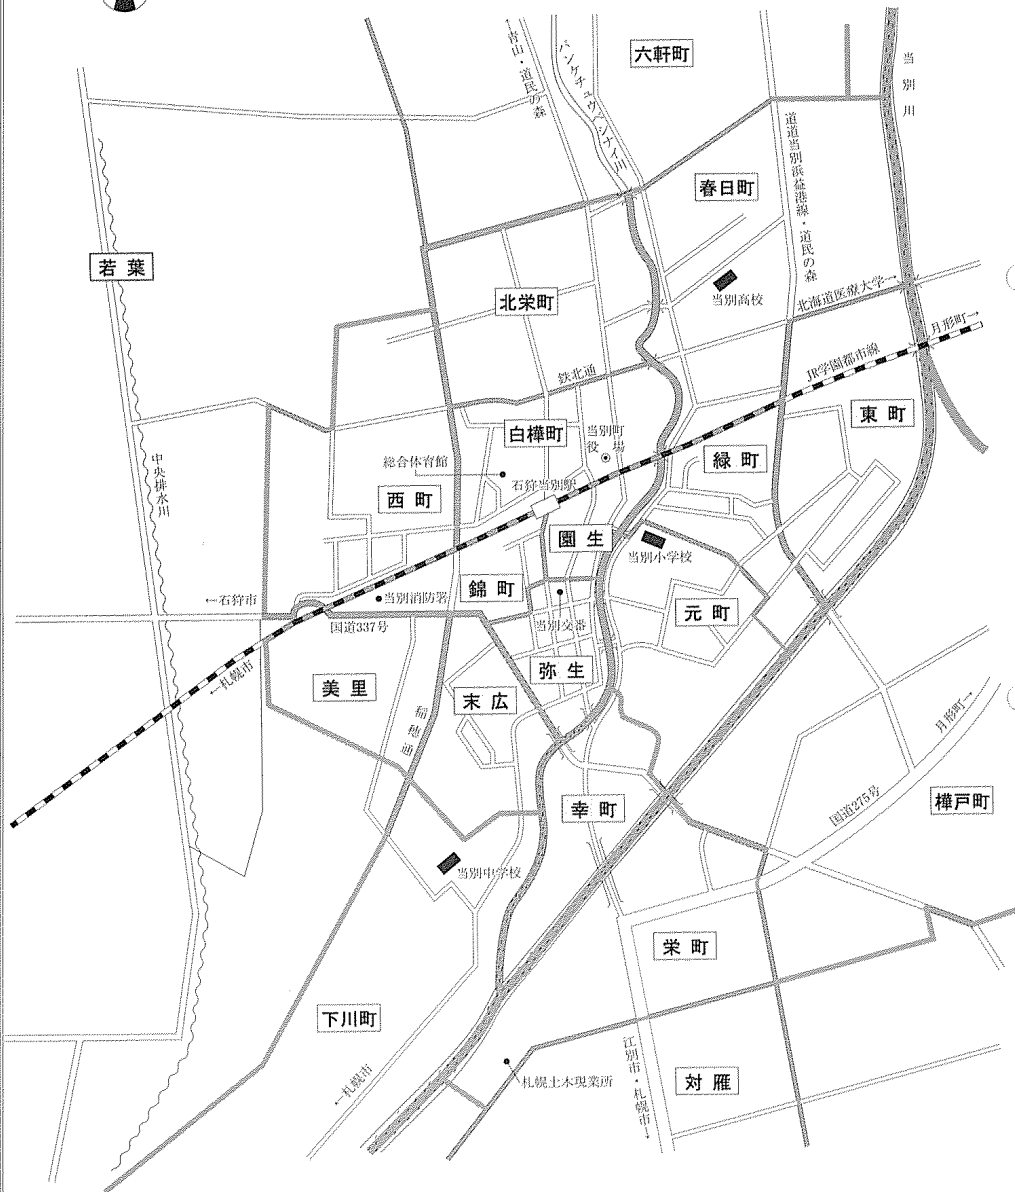 六軒町
←青山・道民の森
パンケチュウベシナイ川
当別川
道道当別浜益港線・道民の森
春日町
若葉
当別高校
北海道医療大学→
北栄町
月形町→
JR学園都市線
鉄北通
東町
白樺町
当別町役場
緑町
総合体育館
石狩当別駅
西町
中央排水川
園生
当別小学校
錦町
←石狩市
当別消防署
元町
国道337号
当別交番
←札幌市
弥生
美里
末広
稲穂通
月形町→
幸町
国道275号
樺戸町
当別中学校
栄町
下川町
←札幌市
札幌土木現業所
江別市・札幌市→
対雁